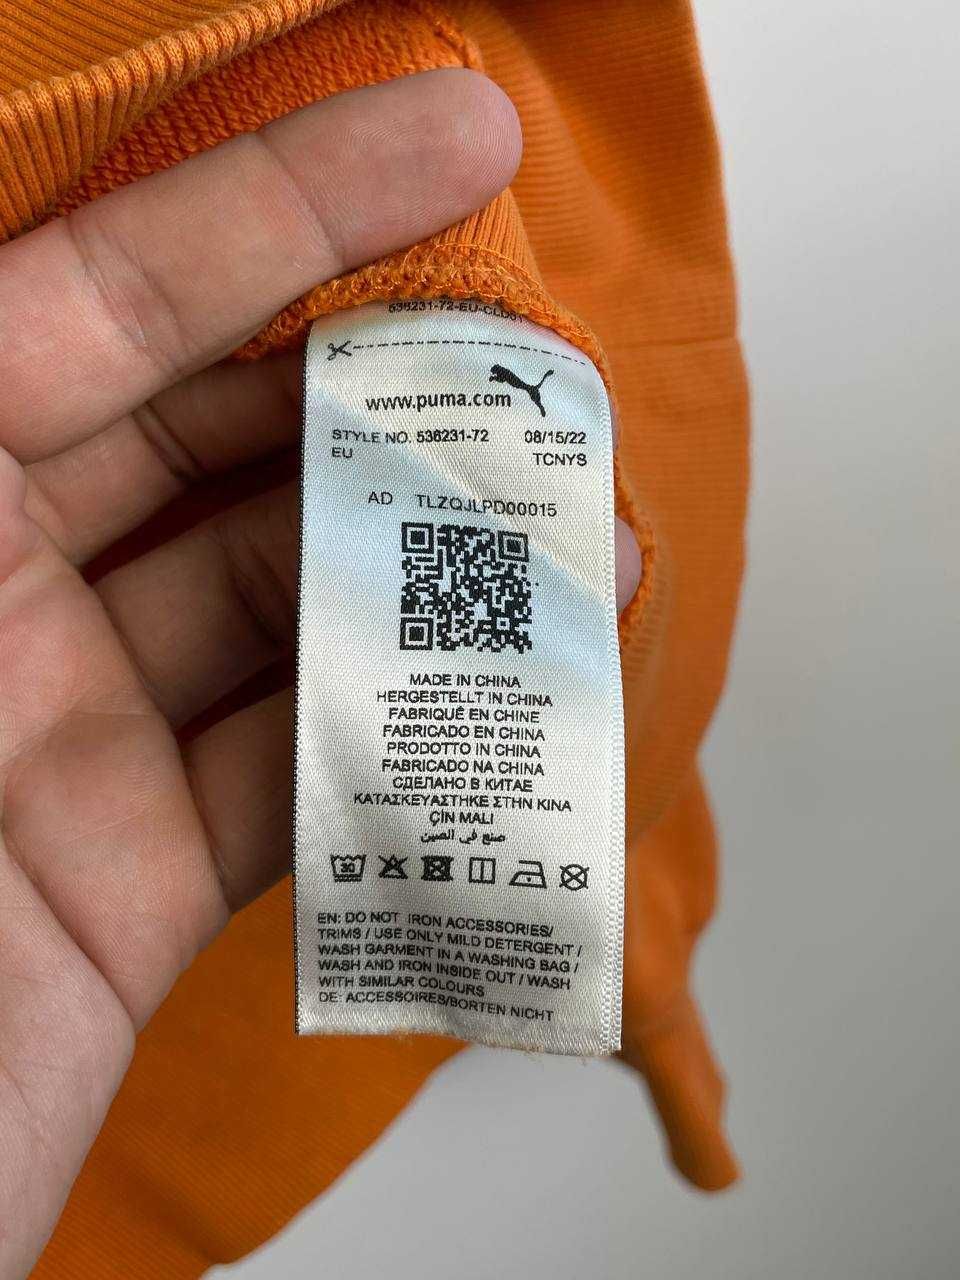 536231-72-EU-CLD01
www.puma.com
STYLE NO. 536231-72 08/15/22
EU TCNYS
AD TLZQJLPD00015
MADE IN CHINA
HERGESTELLT IN CHINA
FABRIQUÉ EN CHINE
FABRICADO EN CHINA
PRODOTTO IN CHINA
FABRICADO NA CHINA
СДЕЛАНО В КИТАЕ
ΚΑΤΑΣΚΕΥΑΣΤΗΚΕ ΣΤΗΝ ΚΙΝΑ
ÇİN MALI
صنع في الصين
30
EN: DO NOT IRON ACCESSORIES/
TRIMS / USE ONLY MILD DETERGENT /
WASH GARMENT IN A WASHING BAG /
WASH AND IRON INSIDE OUT / WASH
WITH SIMILAR COLOURS
DE: ACCESSOIRES/BORTEN NICHT